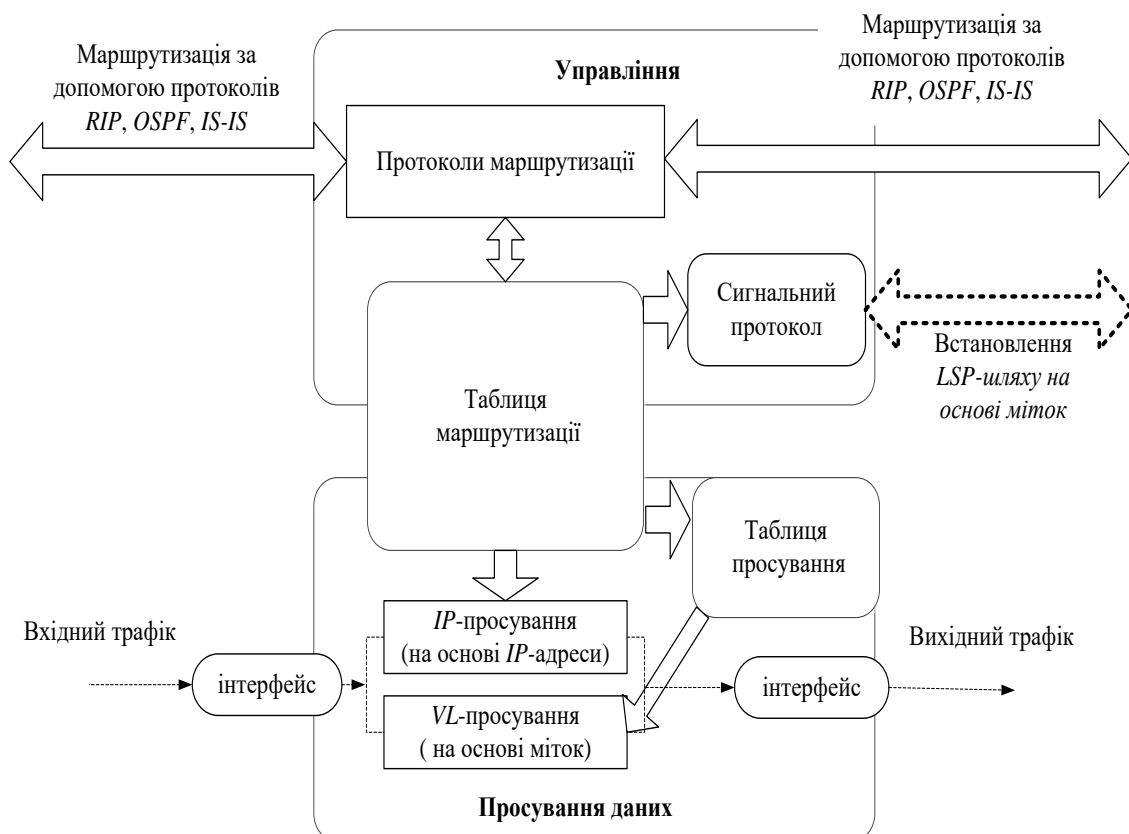 Маршрутизація за
допомогою протоколів
RIP, OSPF, IS-IS
Управління
Маршрутизація за
допомогою протоколів
RIP, OSPF, IS-IS
Протоколи маршрутизації
Сигнальний
протокол
Встановлення
LSP-шляху на
основі міток
Таблиця
маршрутизації
Таблиця
просування
Вхідний трафік
IP-просування
(на основі IP-адреси)
Вихідний трафік
інтерфейс
інтерфейс
VL-просування
( на основі міток)
Просування даних